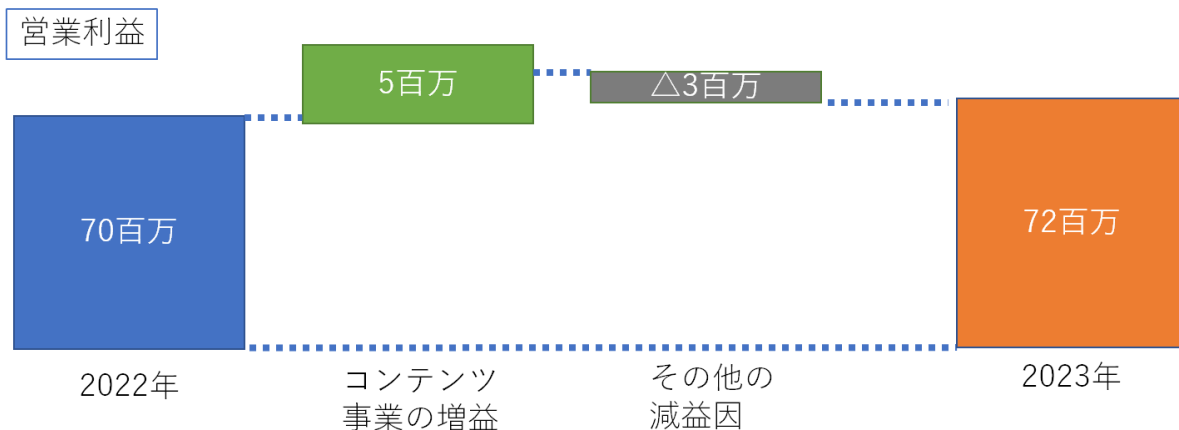 営業利益
5百万
△3百万
70百万
72百万
2022年
コンテンツ
事業の増益
その他の
減益因
2023年